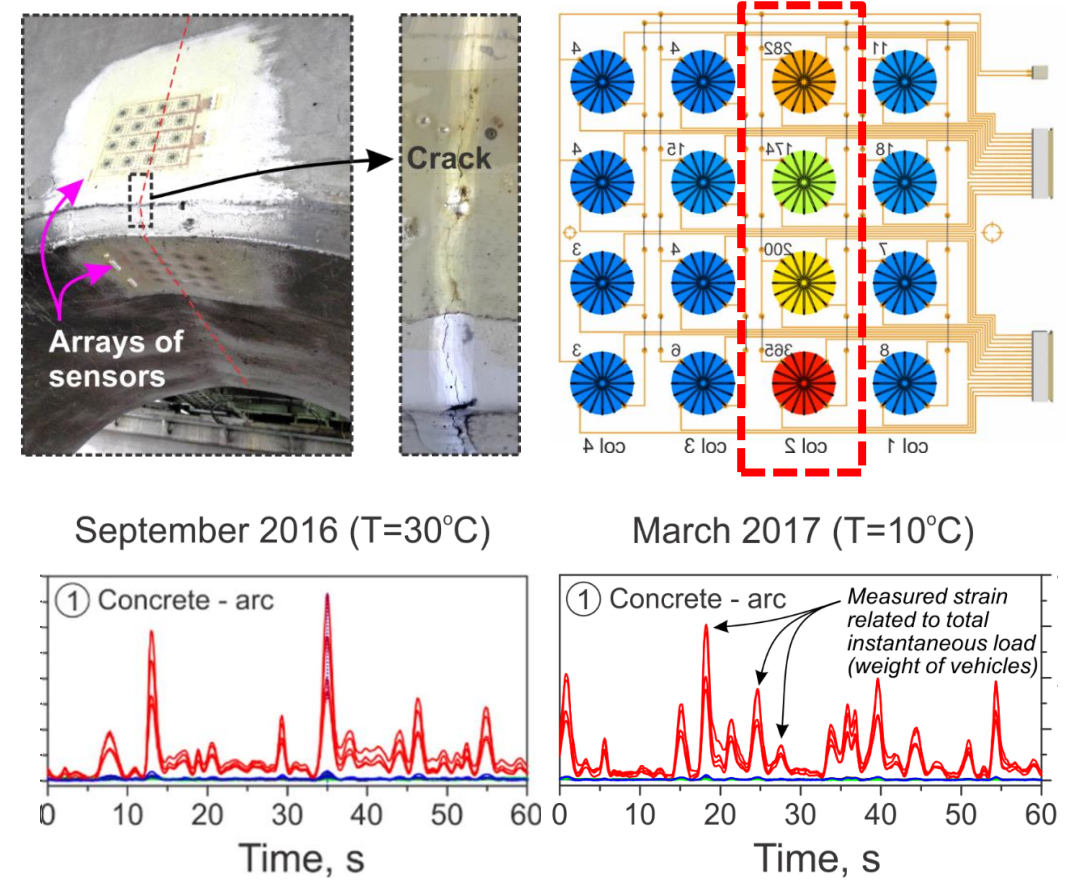 Crack
Arrays of
sensors
4 4 282 11
4 15 174 18
3 4 200 7
3 6 365 8
col 4 col 3 col 2 col 1
September 2016 (T=30°C)
March 2017 (T=10°C)
1 Concrete - arc
0 10 20 30 40 50 60
Time, s
1 Concrete - arc
Measured strain
related to total
instantaneous load
(weight of vehicles)
0 10 20 30 40 50 60
Time, s